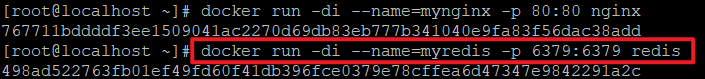 [root@localhost ~]# docker run -di --name=mynginx -p 80:80 nginx
767711bddddf3ee1509041ac2270d69db83eb777b341040e9fa83f56dac38add
[root@localhost ~]# docker run -di --name=myredis -p 6379:6379 redis
498ad522763fb01ef49fd60f41db396fce0379e78cffea6d47347e9842291a2c